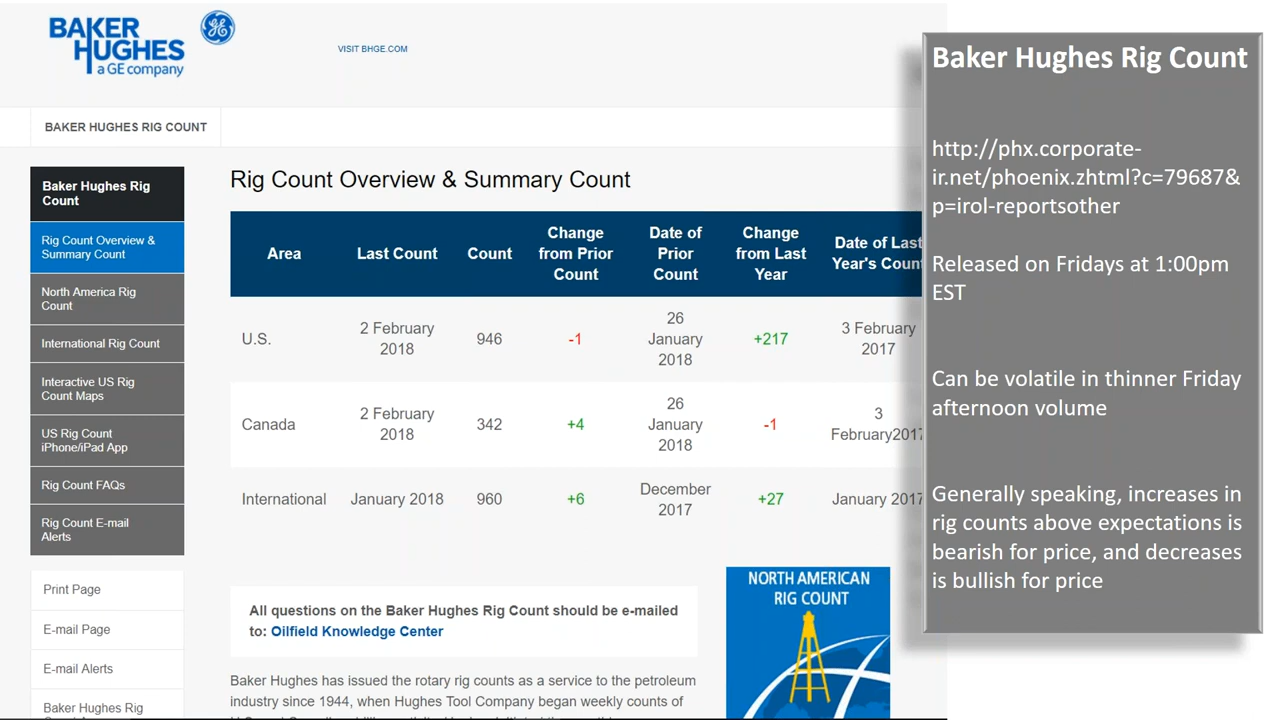 BAKER
HUGHES
a GE company
VISIT BHGE.COM
BAKER HUGHES RIG COUNT
Baker Hughes Rig
Count
Rig Count Overview &
Summary Count
North America Rig
Count
International Rig Count
Interactive US Rig
Count Maps
US Rig Count
iPhone/iPad App
Rig Count FAQs
Rig Count E-mail
Alerts
Print Page
E-mail Page
E-mail Alerts
Baker Hughes Rig
Rig Count Overview & Summary Count
Area
Last Count
Count
Change
from Prior
Count
Date of
Prior
Count
Change
from Last
Year
Date of Last
Year's Count
U.S.
2 February
2018
946
-1
26
January
2018
+217
3 February
2017
Canada
2 February
2018
342
+4
26
January
2018
-1
3
February2017
International
January 2018
960
+6
December
2017
+27
January 2017
All questions on the Baker Hughes Rig Count should be e-mailed
to: Oilfield Knowledge Center
Baker Hughes has issued the rotary rig counts as a service to the petroleum
industry since 1944, when Hughes Tool Company began weekly counts of
NORTH AMERICAN
RIG COUNT
Baker Hughes Rig Count
http://phx.corporate-
ir.net/phoenix.zhtml?c=79687&
p=irol-reportsother
Released on Fridays at 1:00pm
EST
Can be volatile in thinner Friday
afternoon volume
Generally speaking, increases in
rig counts above expectations is
bearish for price, and decreases
is bullish for price